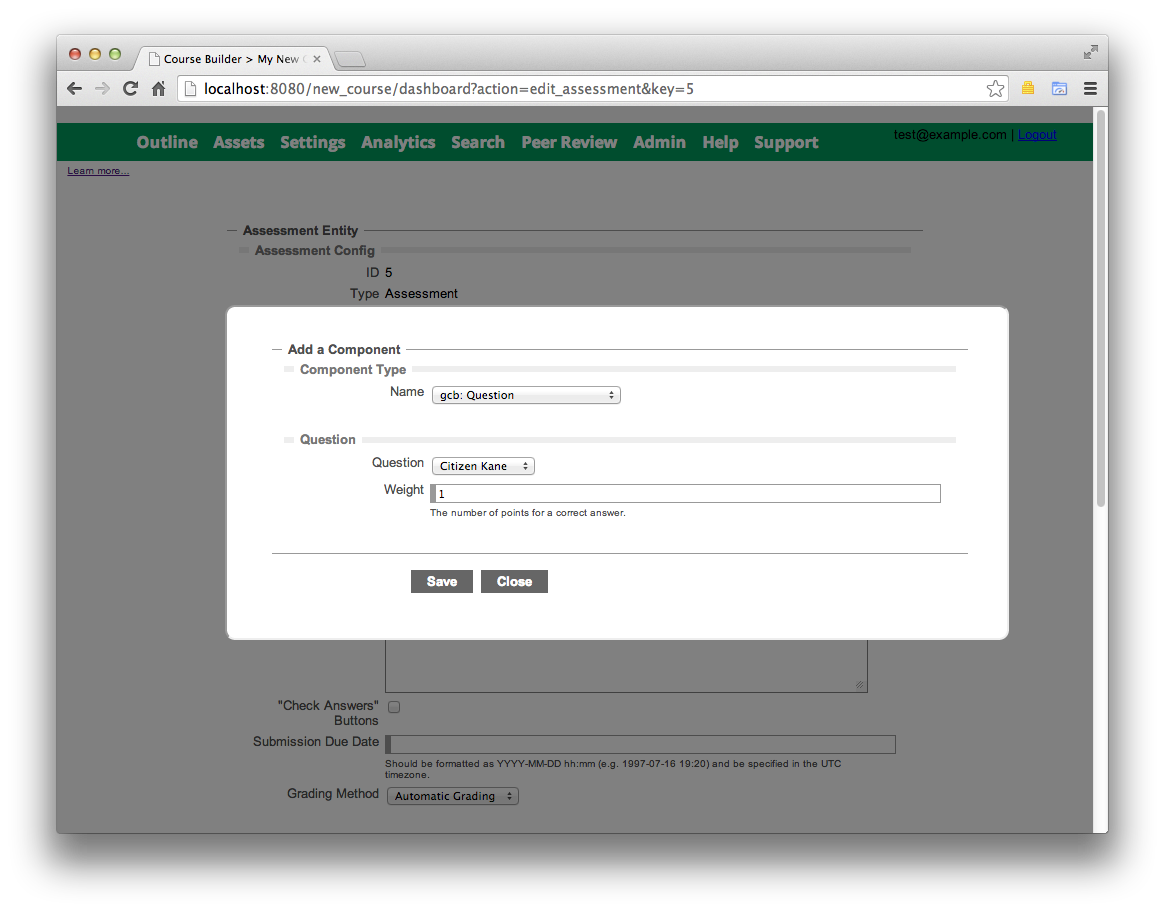 Course Builder > My New
localhost:8080/new_course/dashboard?action=edit_assessment&key=5
Outline Assets Settings Analytics Search Peer Review Admin Help Support
test@example.com | Logout
Learn more...
Assessment Entity
Assessment Config
ID 5
Type Assessment
Add a Component
Component Type
Name gcb: Question
Question
Question Citizen Kane
Weight 1
The number of points for a correct answer.
Save Close
"Check Answers"
Buttons
Submission Due Date
Should be formatted as YYYY-MM-DD hh:mm (e.g. 1997-07-16 19:20) and be specified in the UTC
timezone.
Grading Method Automatic Grading